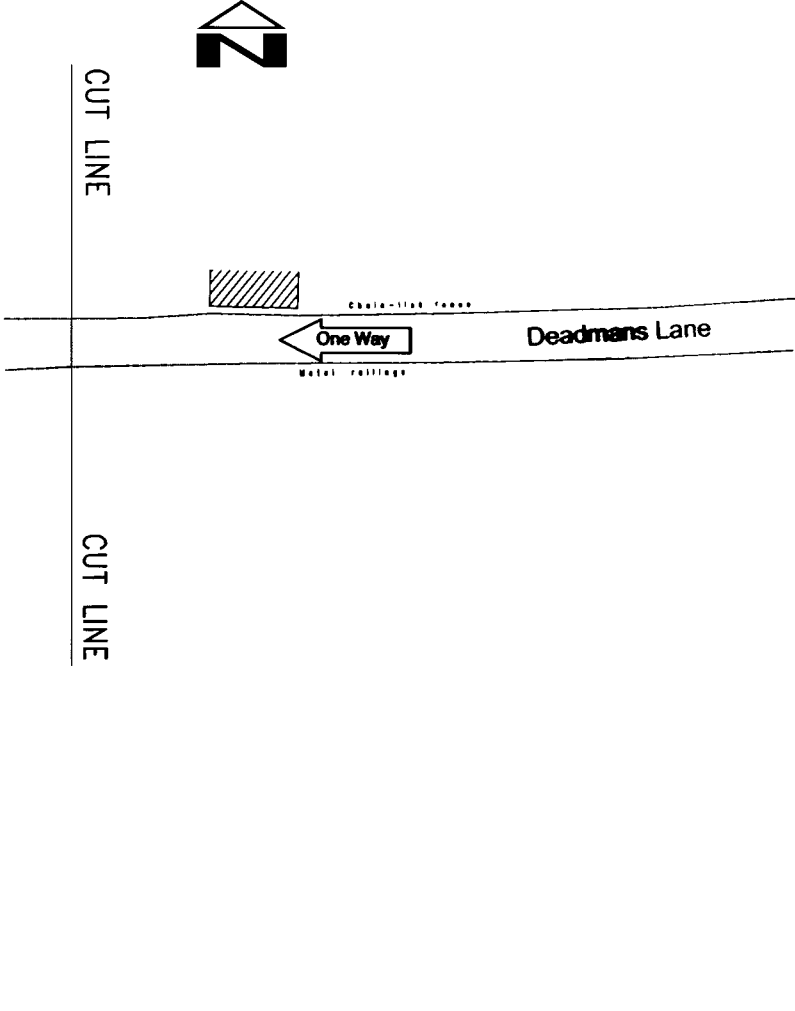 N
CUT LINE
Chain-link fence
One Way
Deadmans Lane
Metal railings
CUT LINE